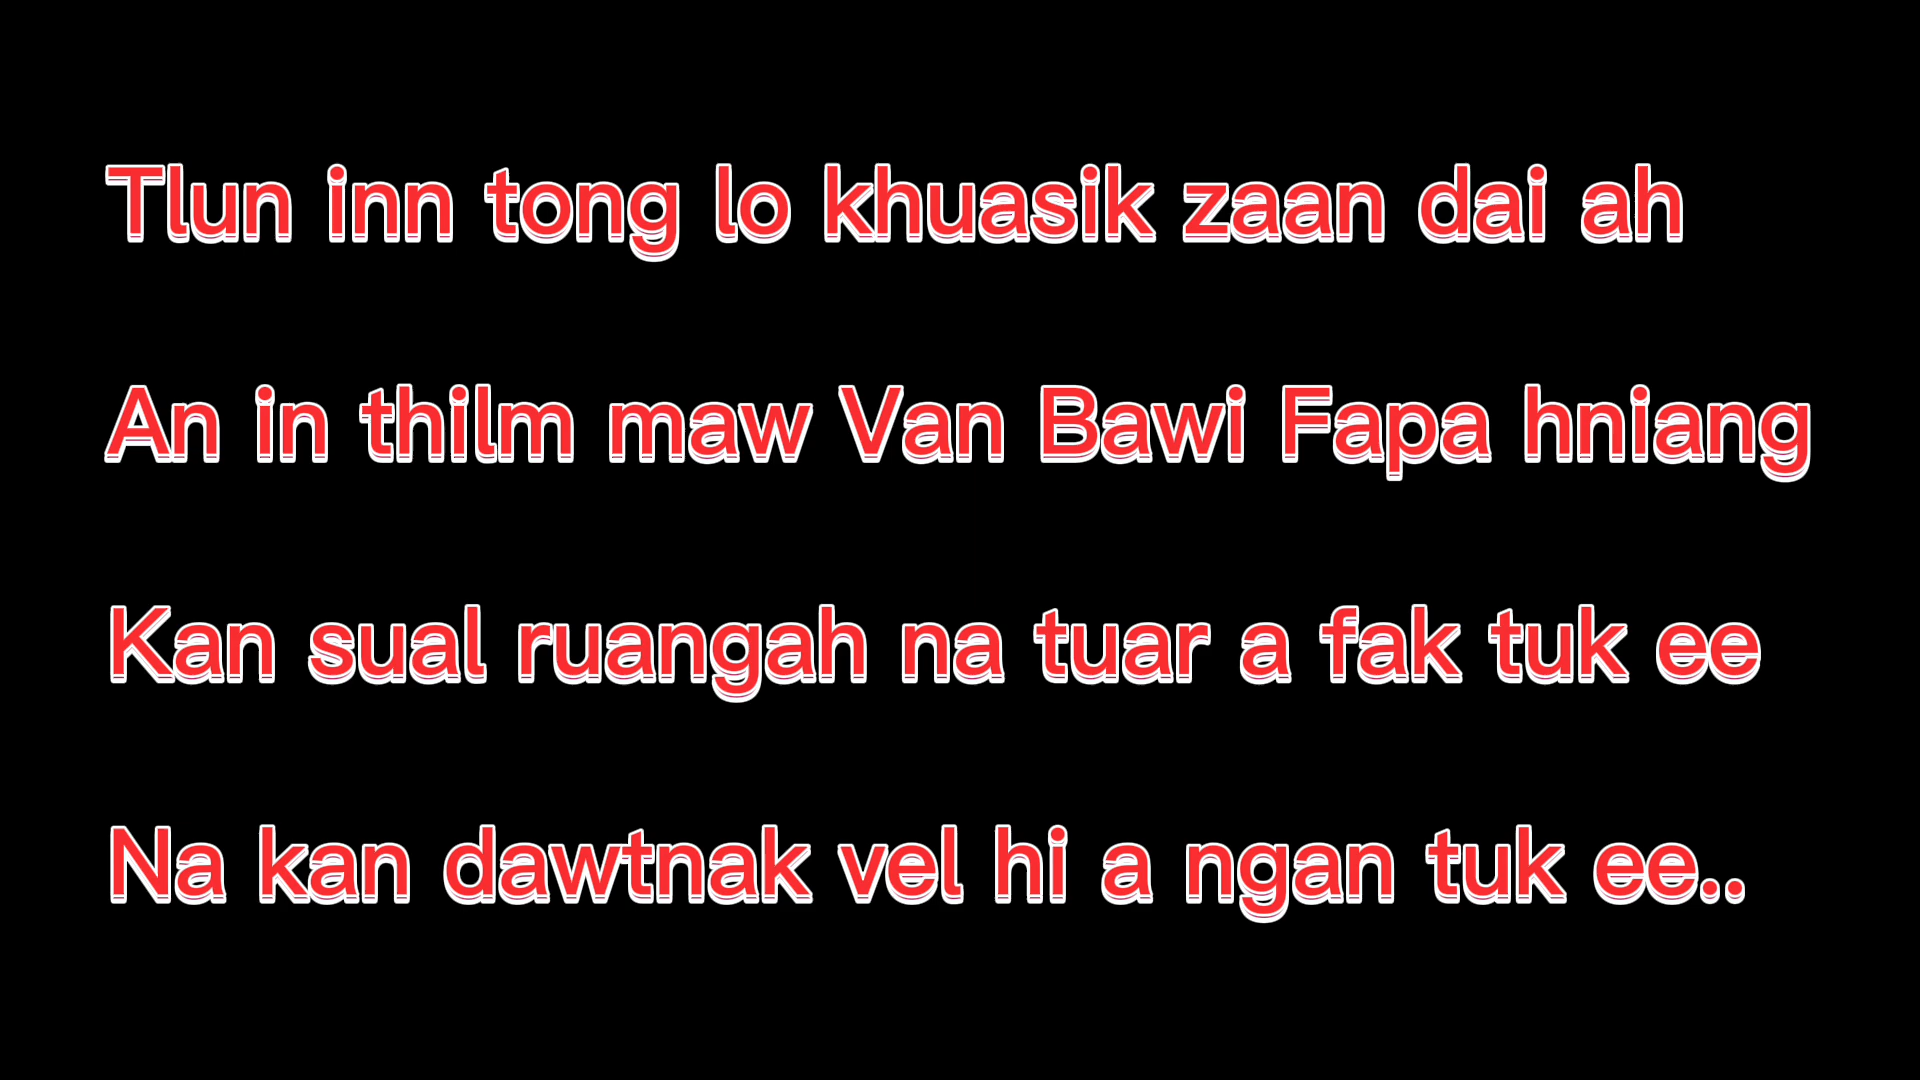 Tlun inn tong lo khuasik zaan dai ah
An in thilm maw Van Bawi Fapa hniang
Kan sual ruangah na tuar a fak tuk ee
Na kan dawtnak vel hi a ngan tuk ee..